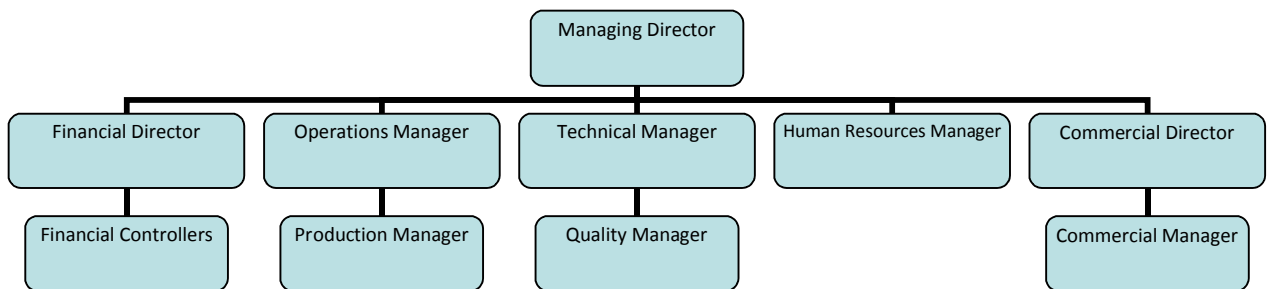 Managing Director
Financial Director
Operations Manager
Technical Manager
Human Resources Manager
Commercial Director
Financial Controllers
Production Manager
Quality Manager
Commercial Manager